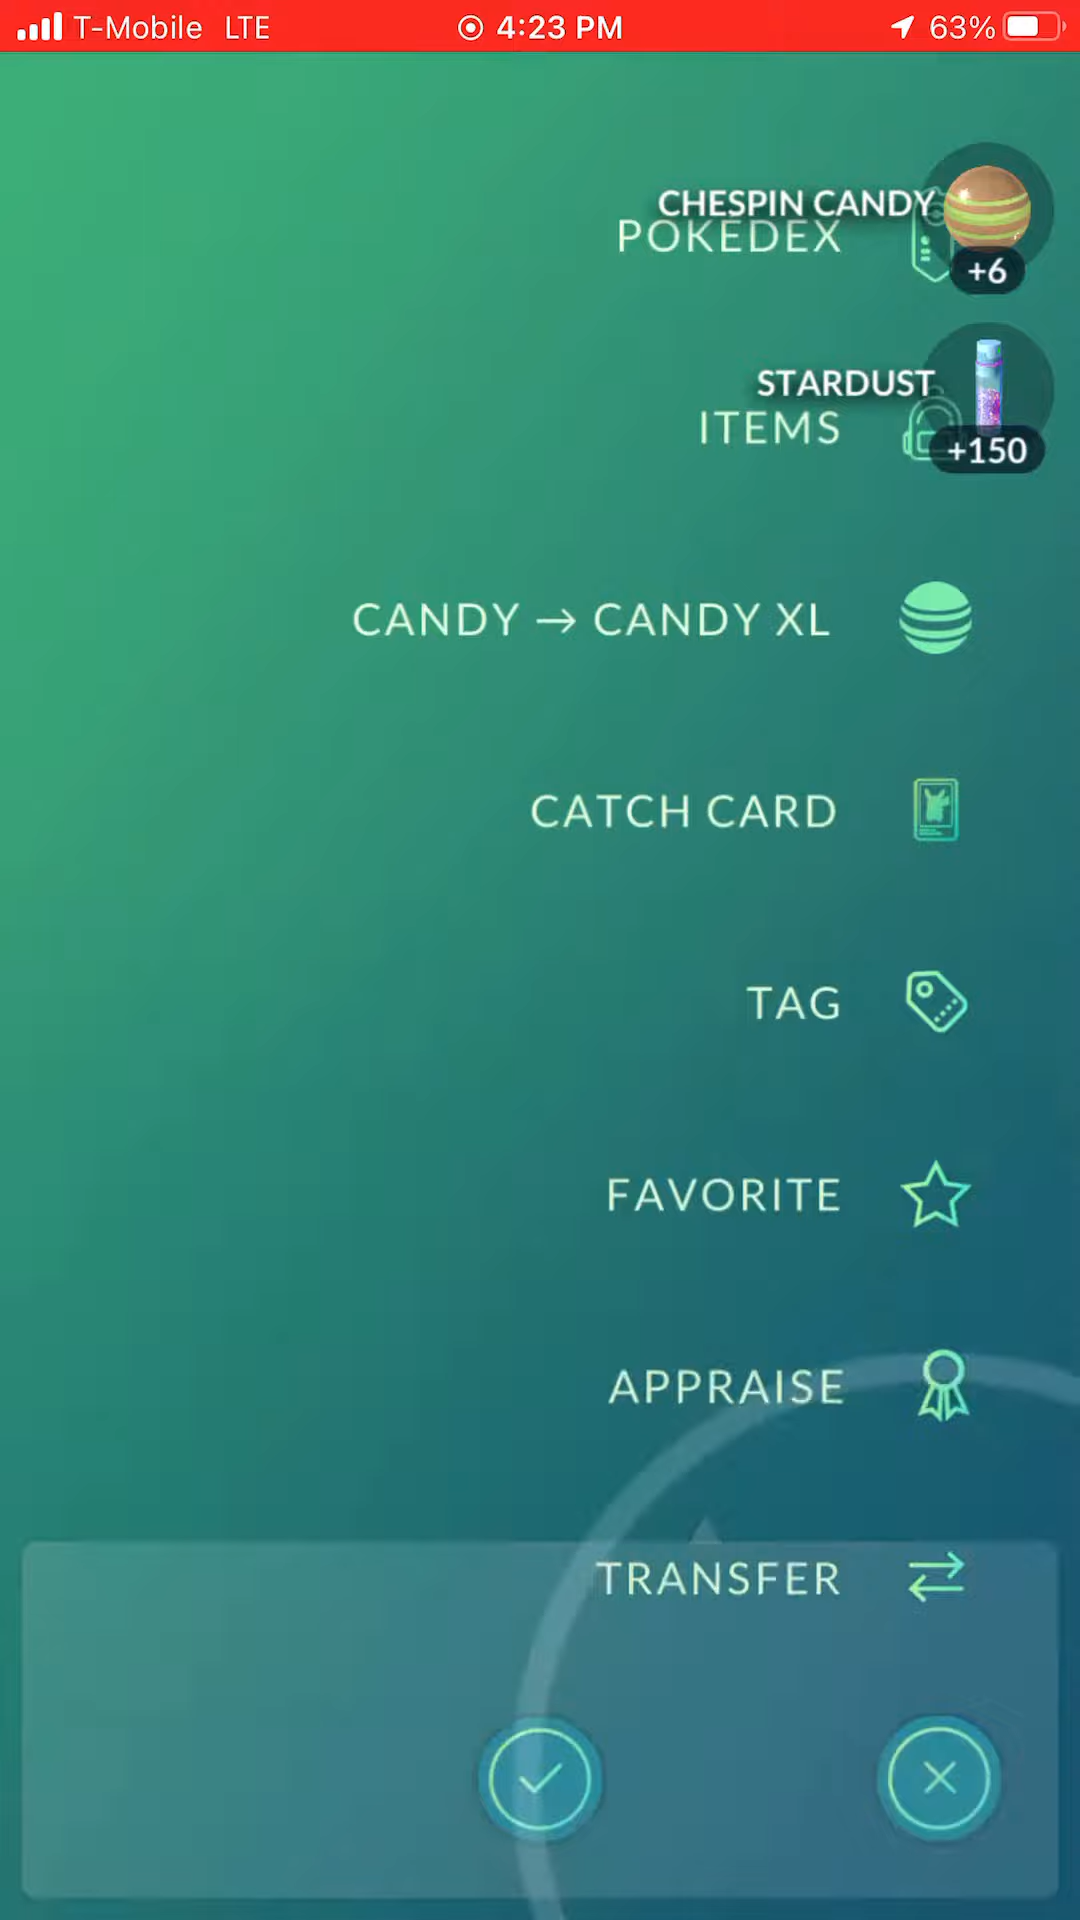 T-Mobile LTE 4:23 PM 63%
CHESPIN CANDY
POKÉDEX
+6
STARDUST
ITEMS
+150
CANDY → CANDY XL
CATCH CARD
TAG
FAVORITE
APPRAISE
TRANSFER